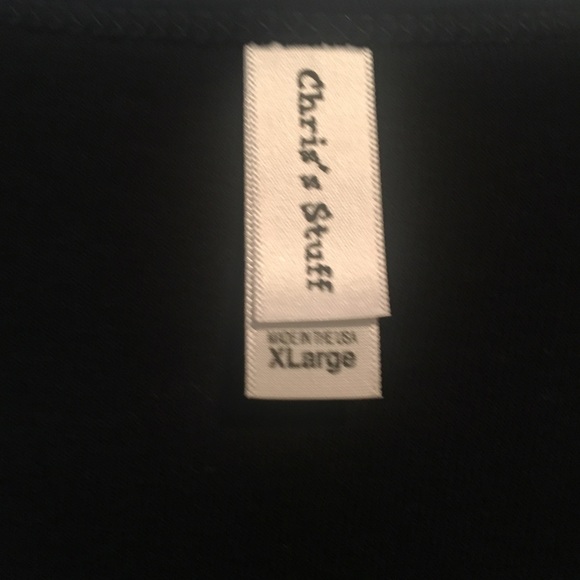 Chris's Stuff
MADE IN THE USA
XLarge